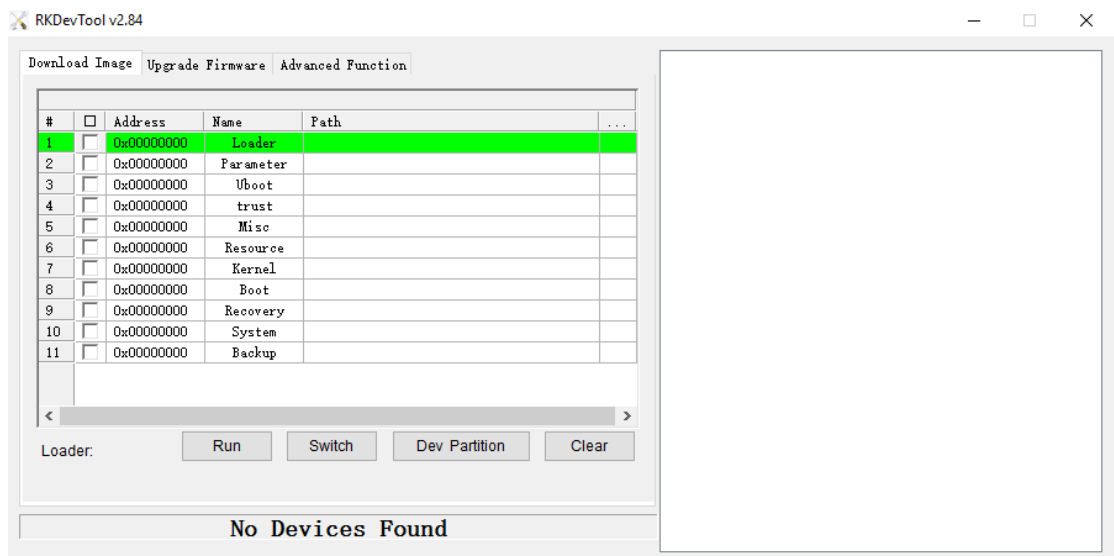 RKDevTool v2.84
Download Image Upgrade Firmware Advanced Function
# Address Name Path ...
1 0x00000000 Loader
2 0x00000000 Parameter
3 0x00000000 Uboot
4 0x00000000 trust
5 0x00000000 Misc
6 0x00000000 Resource
7 0x00000000 Kernel
8 0x00000000 Boot
9 0x00000000 Recovery
10 0x00000000 System
11 0x00000000 Backup
Loader: Run Switch Dev Partition Clear
No Devices Found